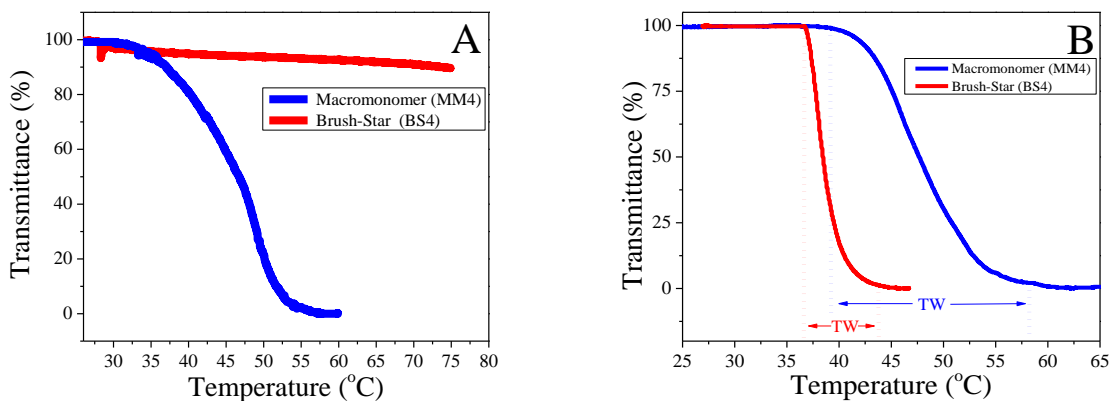 A
Transmittance (%)
100
80
60
40
20
0
Macromonomer (MM4)
Brush-Star (BS4)
30 35 40 45 50 55 60 65 70 75 80
Temperature (°C)
B
Transmittance (%)
100
75
50
25
0
Macromonomer (MM4)
Brush-Star (BS4)
TW
TW
25 30 35 40 45 50 55 60 65
Temperature (°C)